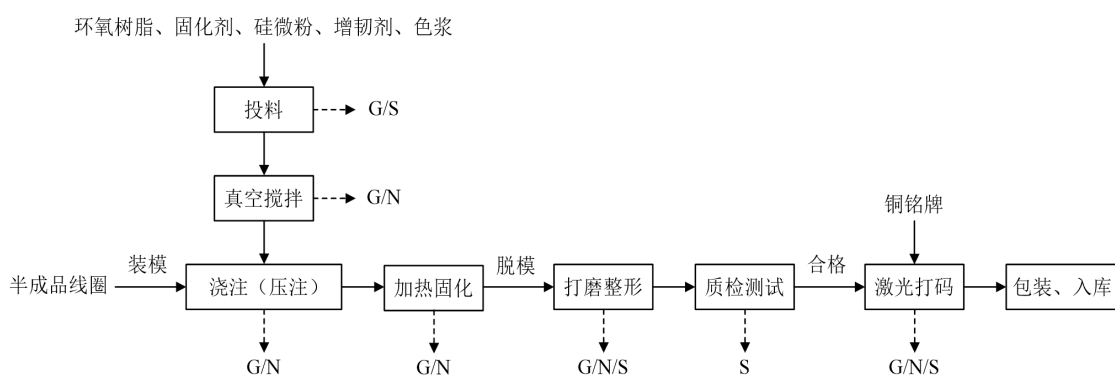 环氧树脂、固化剂、硅微粉、增韧剂、色浆
投料
G/S
真空搅拌
G/N
铜铭牌
半成品线圈
装模
浇注（压注）
加热固化
脱模
打磨整形
质检测试
合格
激光打码
包装、入库
G/N
G/N
G/N/S
S
G/N/S